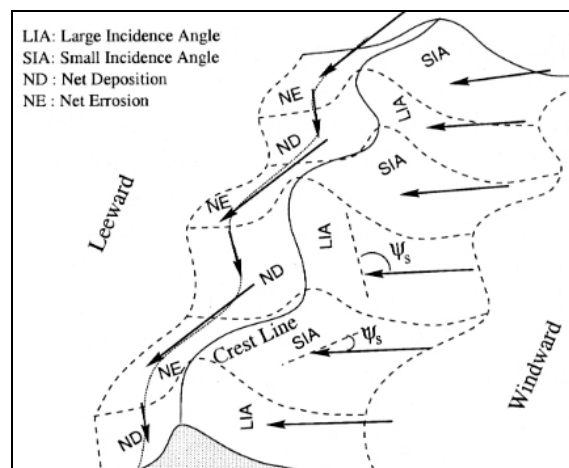 LIA: Large Incidence Angle
SIA: Small Incidence Angle
ND : Net Deposition
NE : Net Errosion
SIA
NE
LIA
ND
SIA
NE
Leeward
LIA
ψs
ND
Crest Line
SIA
ψs
NE
Windward
LIA
ND